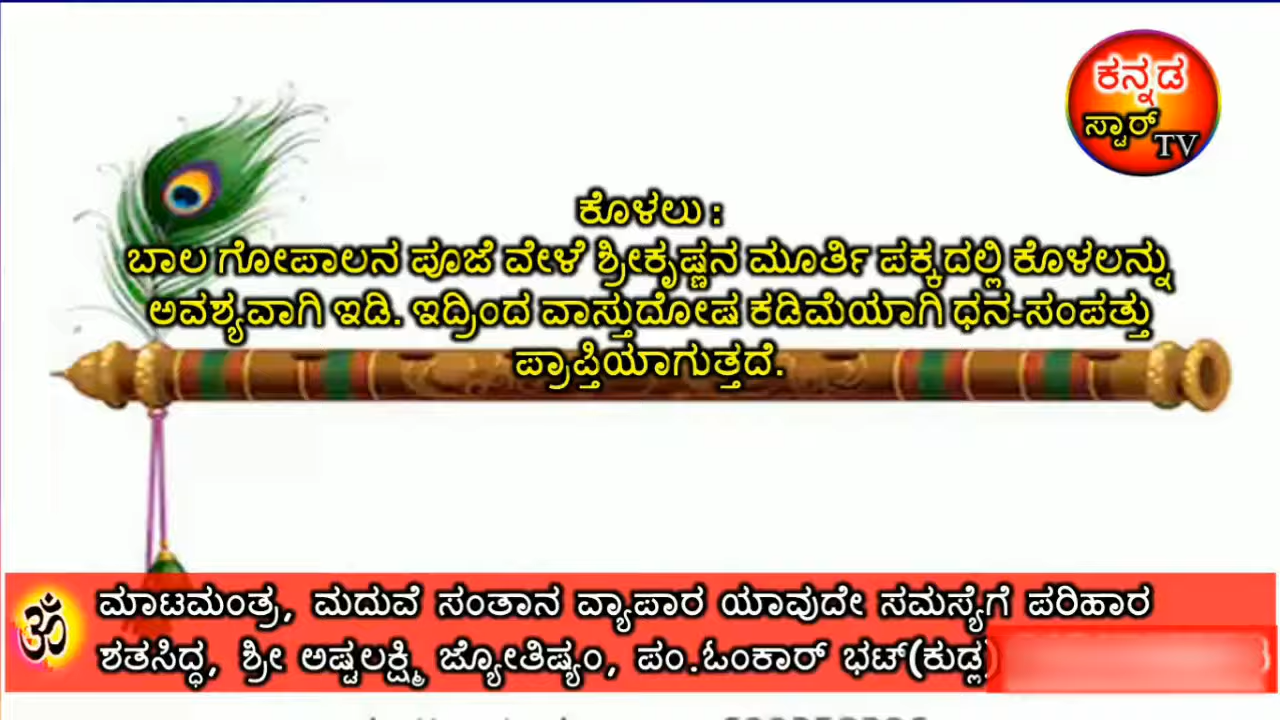 ಕನ್ನಡ
ಸ್ಟಾರ್
TV
ಕೊಳಲು :
ಬಾಲ ಗೋಪಾಲನ ಪೂಜೆ ವೇಳೆ ಶ್ರೀಕೃಷ್ಣನ ಮೂರ್ತಿ ಪಕ್ಕದಲ್ಲಿ ಕೊಳಲನ್ನು
ಅವಶ್ಯವಾಗಿ ಇಡಿ. ಇದ್ರಿಂದ ವಾಸ್ತುದೋಷ ಕಡಿಮೆಯಾಗಿ ಧನ-ಸಂಪತ್ತು
ಪ್ರಾಪ್ತಿಯಾಗುತ್ತದೆ.
ಮಾಟಮಂತ್ರ, ಮದುವೆ ಸಂತಾನ ವ್ಯಾಪಾರ ಯಾವುದೇ ಸಮಸ್ಯೆಗೆ ಪರಿಹಾರ
ಶತಸಿದ್ಧ, ಶ್ರೀ ಅಷ್ಟಲಕ್ಷ್ಮಿ ಜ್ಯೋತಿಷ್ಯಂ, ಪಂ.ಓಂಕಾರ್ ಭಟ್(ಕುಡ್ಲ)